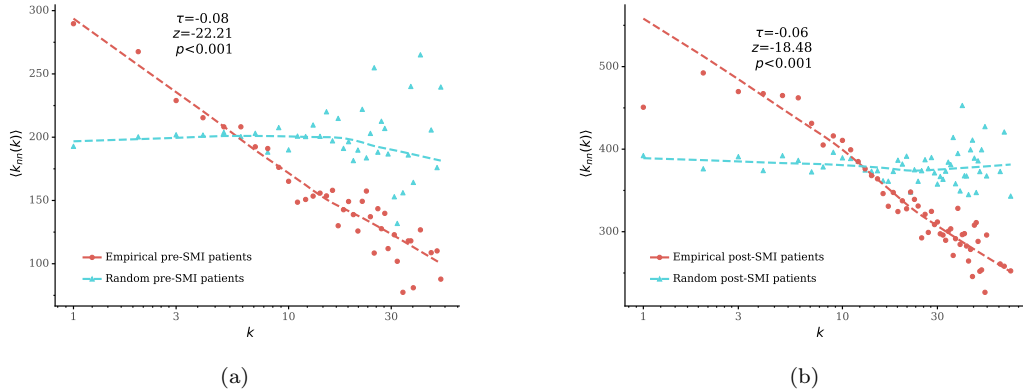 τ=-0.08
z=-22.21
p<0.001
300
250
200
150
100
⟨k_nn(k)⟩
Empirical pre-SMI patients
Random pre-SMI patients
1
3
10
30
k
(a)
τ=-0.06
z=-18.48
p<0.001
500
400
300
⟨k_nn(k)⟩
Empirical post-SMI patients
Random post-SMI patients
1
3
10
30
k
(b)